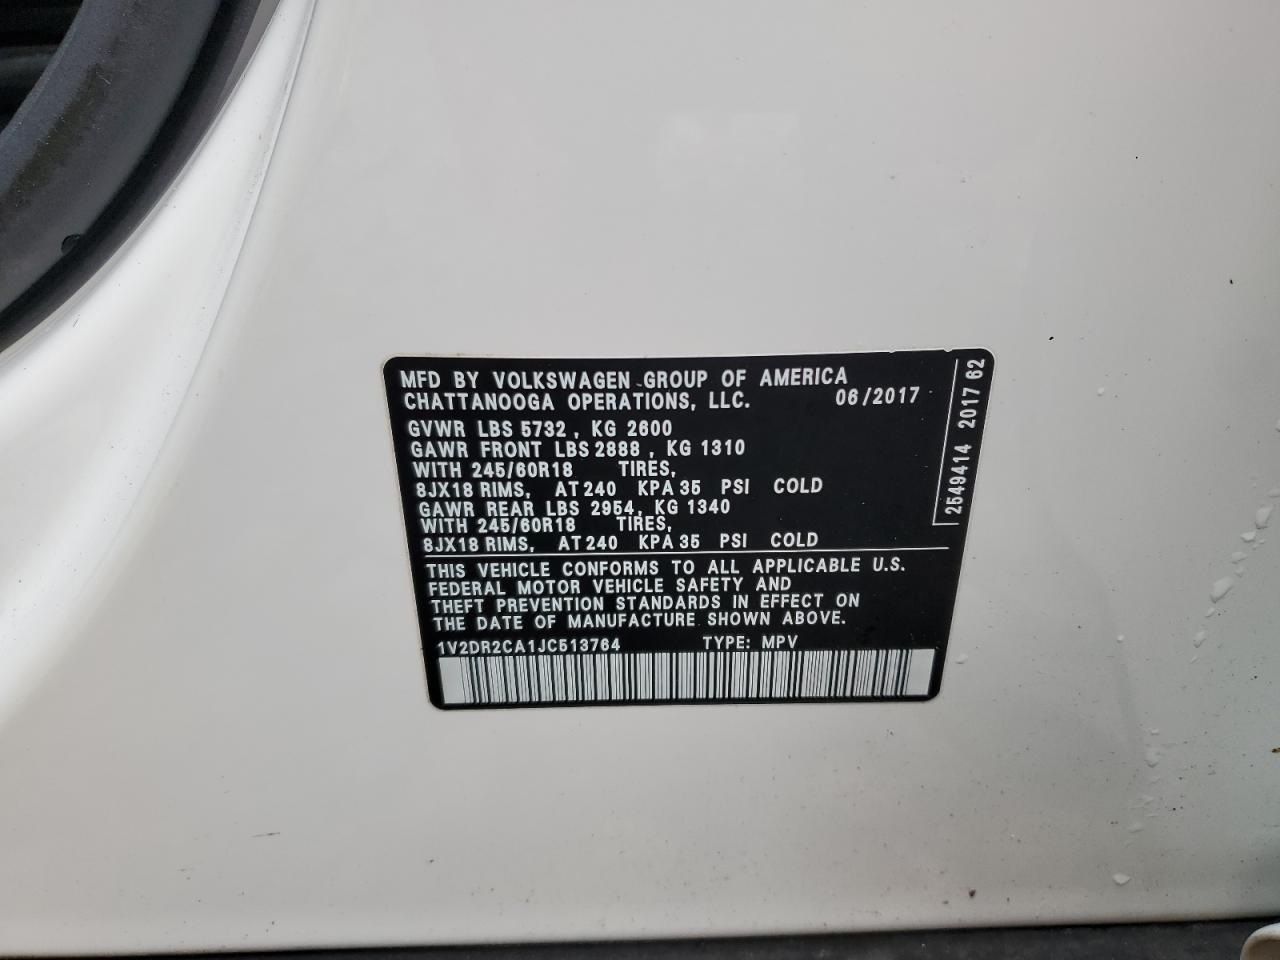 MFD BY VOLKSWAGEN GROUP OF AMERICA
CHATTANOOGA OPERATIONS, LLC. 06/2017
GVWR LBS 5732 , KG 2600
GAWR FRONT LBS 2888 , KG 1310
WITH 245/60R18 TIRES,
8JX18 RIMS, AT 240 KPA 35 PSI COLD
GAWR REAR LBS 2954, KG 1340
WITH 245/60R18 TIRES,
8JX18 RIMS, AT 240 KPA 35 PSI COLD
THIS VEHICLE CONFORMS TO ALL APPLICABLE U.S.
FEDERAL MOTOR VEHICLE SAFETY AND
THEFT PREVENTION STANDARDS IN EFFECT ON
THE DATE OF MANUFACTURE SHOWN ABOVE.
1V2DR2CA1JC513764 TYPE: MPV
2549414 2017 62